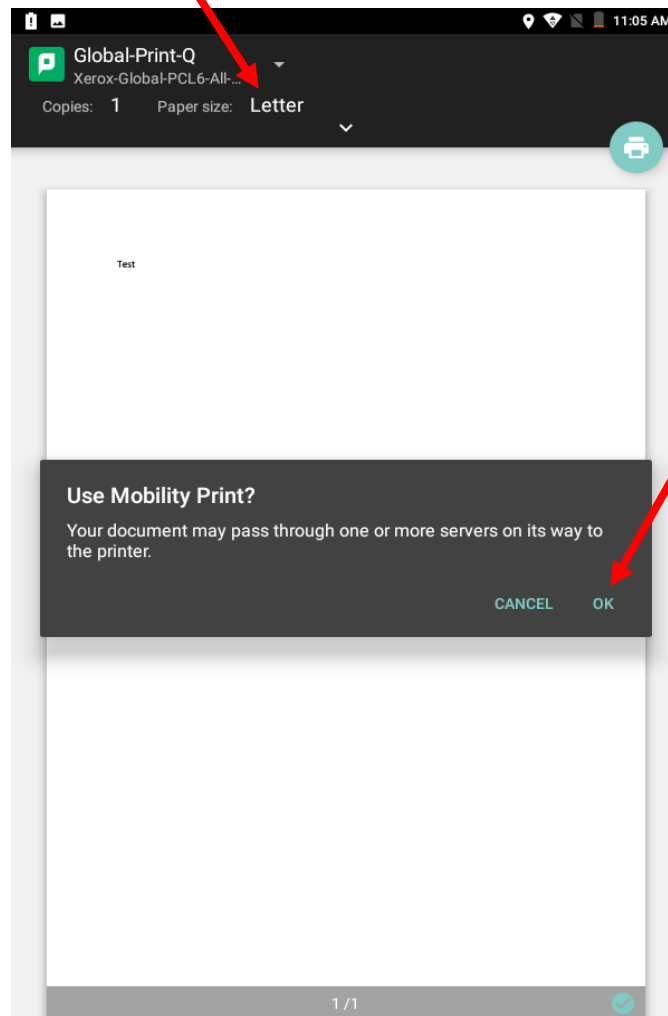 11:05 AM
Global-Print-Q
Xerox-Global-PCL6-All-...
Copies: 1 Paper size: Letter
Test
Use Mobility Print?
Your document may pass through one or more servers on its way to
the printer.
CANCEL OK
1 /1